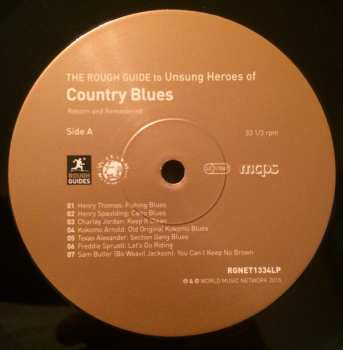 THE ROUGH GUIDE to Unsung Heroes of
Country Blues
Reborn and Remastered
Side A
33 1/3 rpm
ROUGH
GUIDES
mcps
01 Henry Thomas: Fishing Blues
02 Henry Spaulding: Cairo Blues
03 Charley Jordan: Keep It Clean
04 Kokomo Arnold: Old Original Kokomo Blues
05 Texas Alexander: Section Gang Blues
06 Freddie Spruell: Let's Go Riding
07 Sam Butler (Bo Weavil Jackson): You Can't Keep No Brown
RGNET1334LP
℗ & © WORLD MUSIC NETWORK 2015